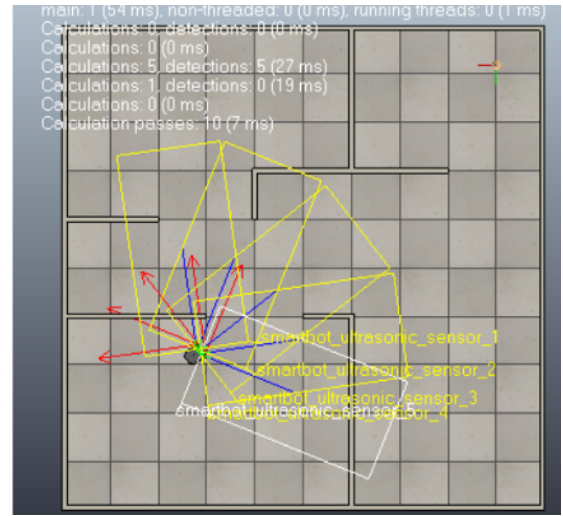 main: 1 (54 ms), non-threaded: 0 (0 ms), running threads: 0 (1 ms)
Calculations: 0, detections: 0 (0 ms)
Calculations: 0 (0 ms)
Calculations: 5, detections: 5 (27 ms)
Calculations: 1, detections: 0 (19 ms)
Calculations: 0 (0 ms)
Calculation passes: 10 (7 ms)
smartbot_ultrasonic_sensor_1
smartbot_ultrasonic_sensor_2
smartbot_ultrasonic_sensor_3
smartbot_ultrasonic_sensor_5
smartbot_ultrasonic_sensor_4